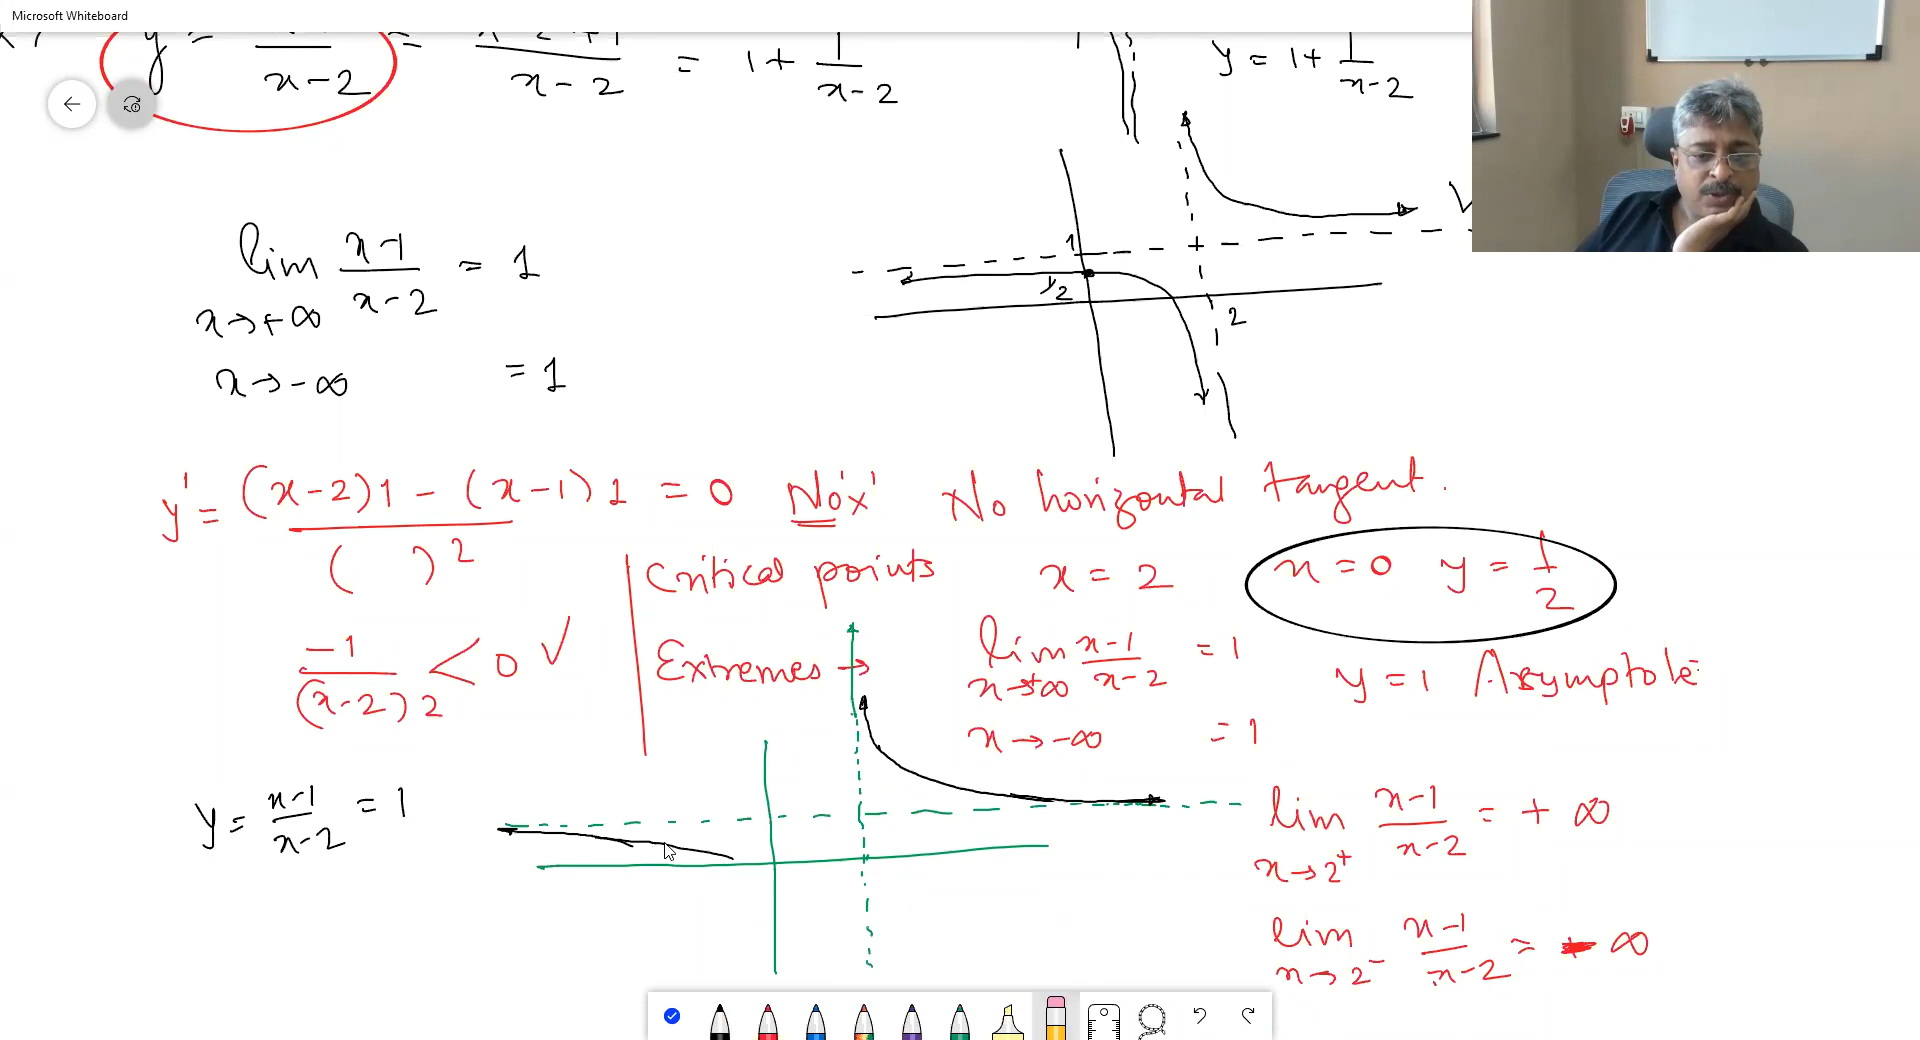 Microsoft Whiteboard
y = /x-2 = /x-2 = 1 + 1/x-2
y = 1 + 1/x-2
lim x-1/x-2 = 1
x→+∞
x→-∞ = 1
1
1/2
2
y' = (x-2)1 - (x-1)1 = 0 No 'x' No horizontal tangent.
( )2
Critical points x = 2 x = 0 y = 1/2
-1/(x-2)2 < 0 ✓
Extremes → lim x-1/x-2 = 1
x→+∞
y = 1 Asymptote
x→-∞ = 1
y = x-1/x-2 = 1
lim x-1/x-2 = + ∞
x→2+
lim x-1/x-2 = - ∞
x→2-